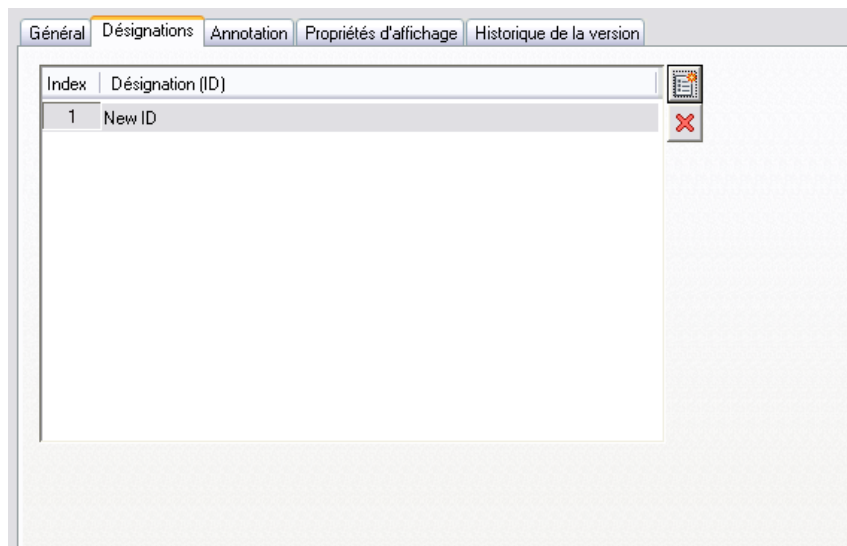 Général Désignations Annotation Propriétés d'affichage Historique de la version
Index Désignation (ID)
1 New ID